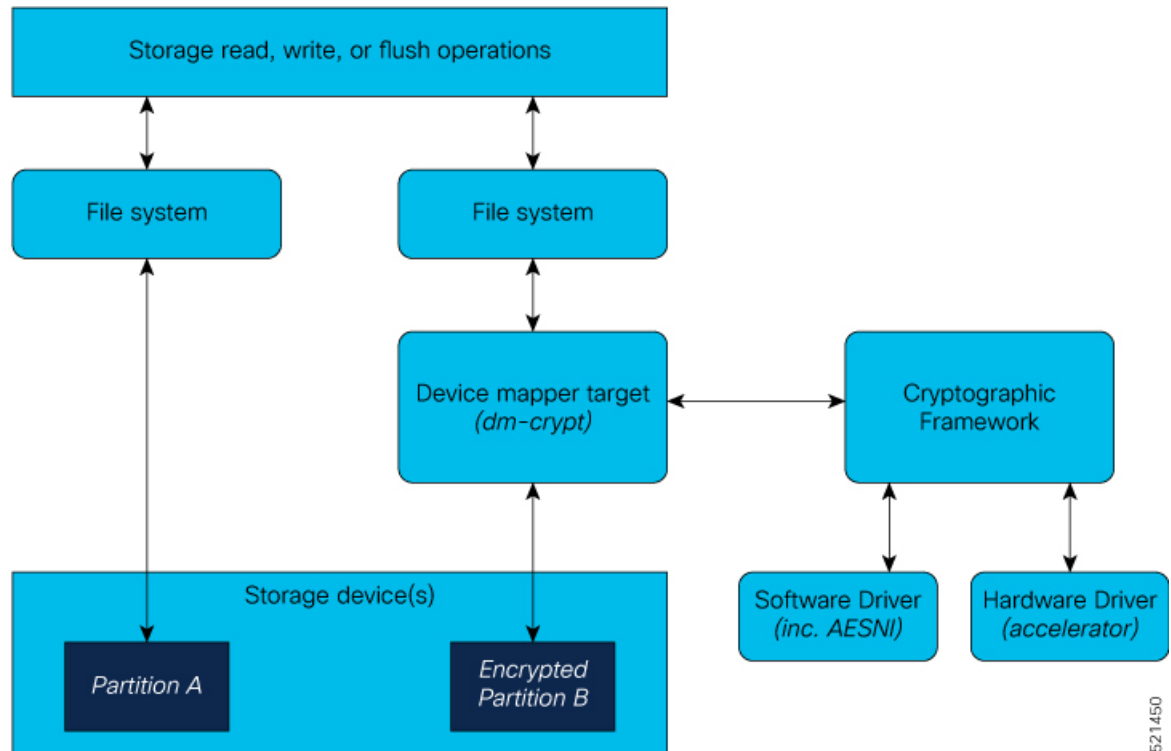 Storage read, write, or flush operations
File system
File system
Device mapper target
(dm-crypt)
Cryptographic
Framework
Storage device(s)
Software Driver
(inc. AESNI)
Hardware Driver
(accelerator)
Partition A
Encrypted
Partition B
521450